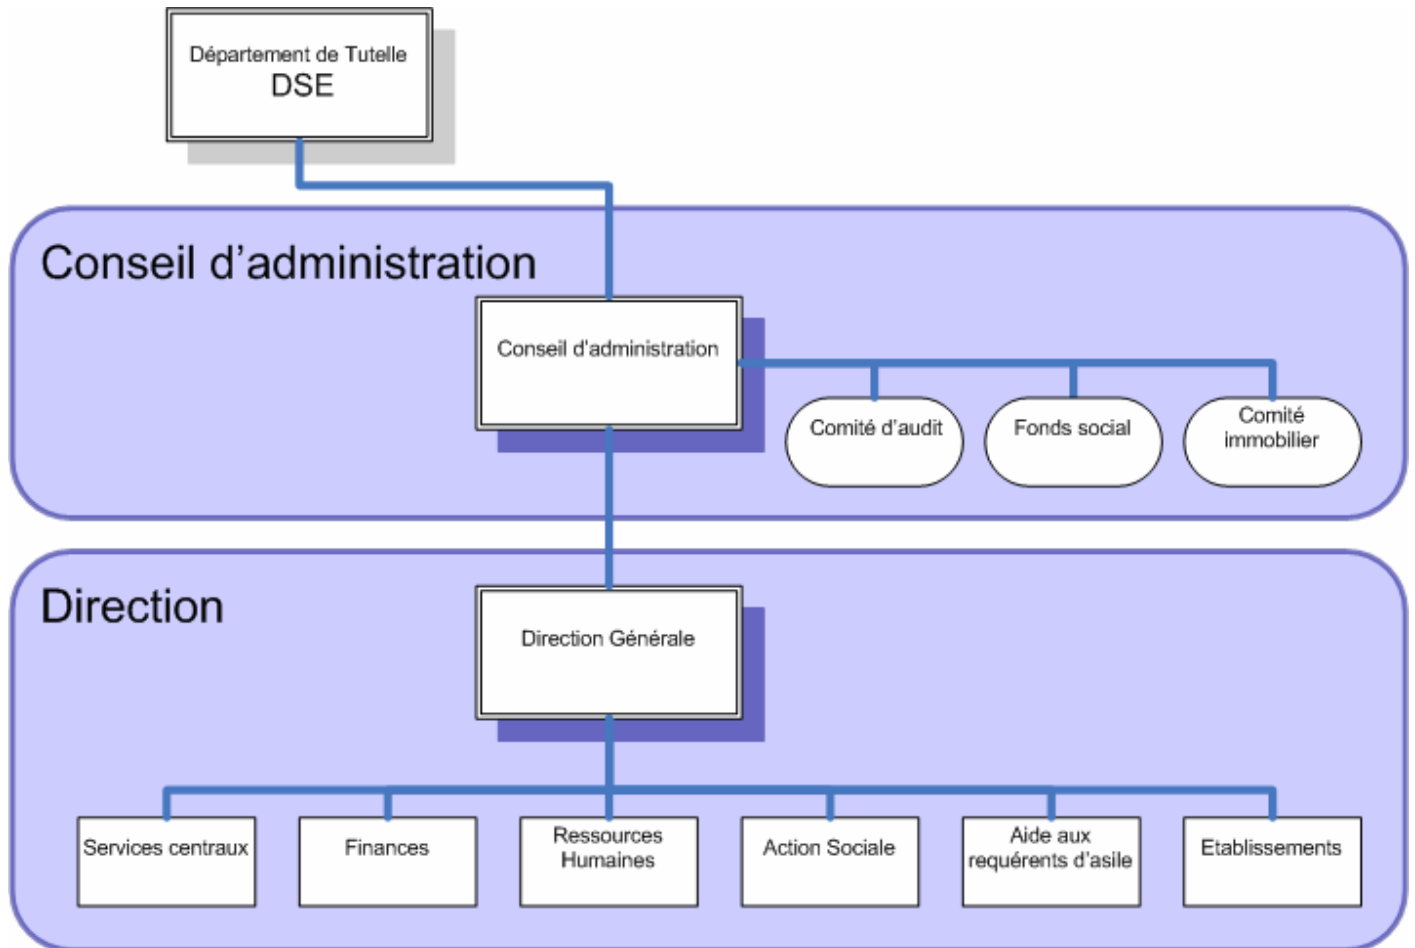 Département de Tutelle
DSE
Conseil d’administration
Conseil d’administration
Comité d’audit
Fonds social
Comité
immobilier
Direction
Direction Générale
Services centraux
Finances
Ressources
Humaines
Action Sociale
Aide aux
requérents d’asile
Etablissements